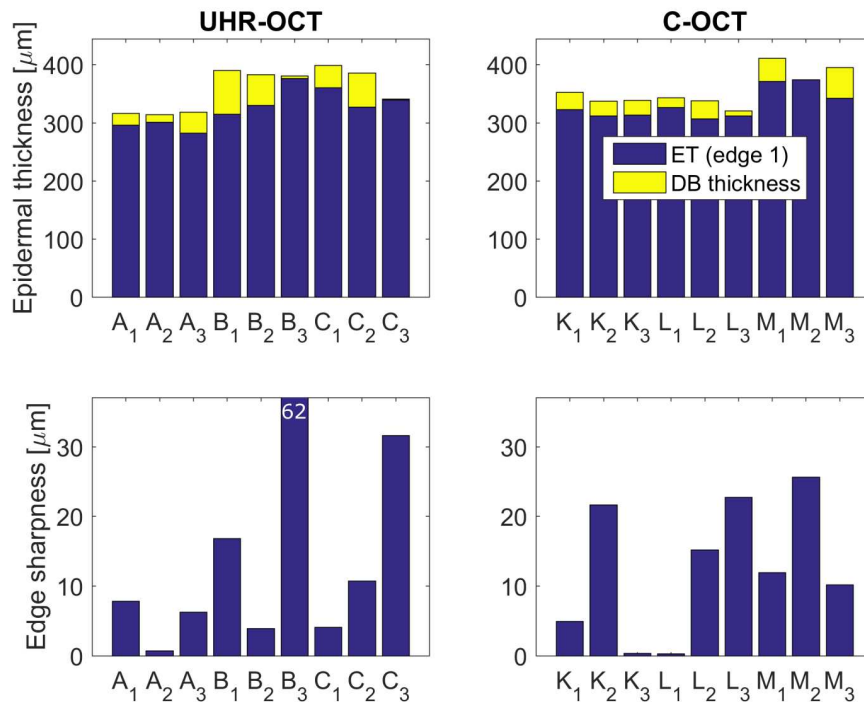 UHR-OCT
C-OCT
Epidermal thickness [μm]
400
300
200
100
0
A1 A2 A3 B1 B2 B3 C1 C2 C3
400
300
200
100
0
ET (edge 1)
DB thickness
K1 K2 K3 L1 L2 L3 M1 M2 M3
Edge sharpness [μm]
30
20
10
0
62
A1 A2 A3 B1 B2 B3 C1 C2 C3
30
20
10
0
K1 K2 K3 L1 L2 L3 M1 M2 M3